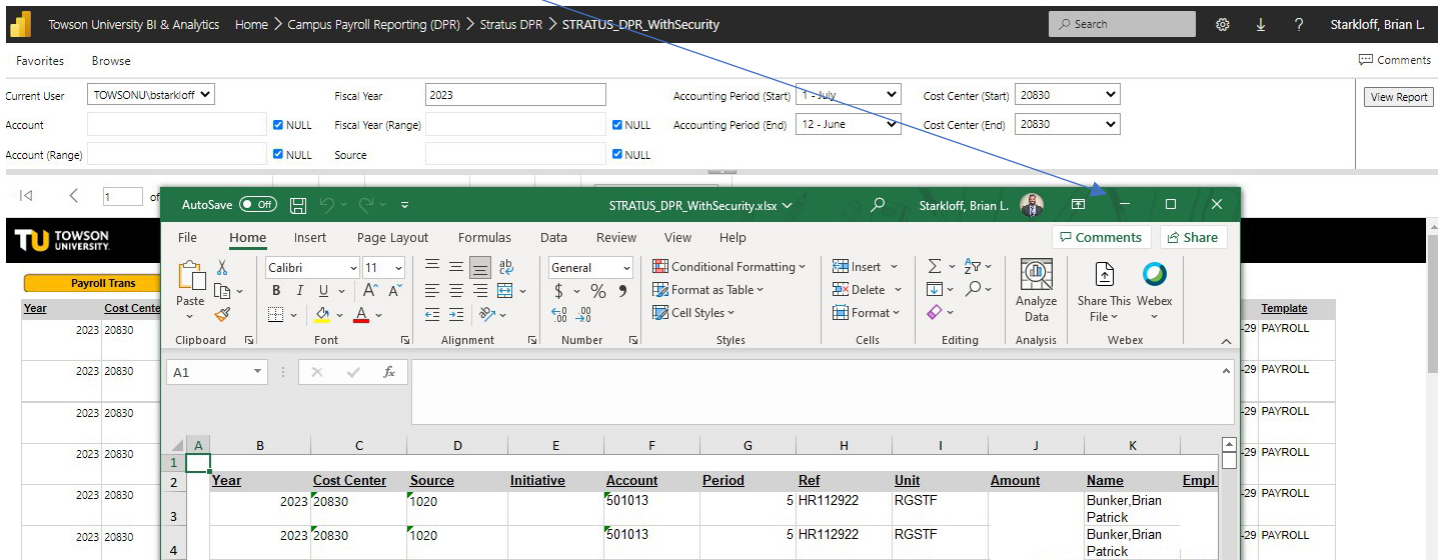 Towson University BI & Analytics Home > Campus Payroll Reporting (DPR) > Stratus DPR > STRATUS_DPR_WithSecurity Search ? Starkloff, Brian L.
Favorites Browse Comments
Current User TOWSONU\bstarkloff Fiscal Year 2023 Accounting Period (Start) 1 - July Cost Center (Start) 20830 View Report
Account NULL Fiscal Year (Range) NULL Accounting Period (End) 12 - June Cost Center (End) 20830
Account (Range) NULL Source NULL
1 of
AutoSave Off STRATUS_DPR_WithSecurity.xlsx Starkloff, Brian L.
TU TOWSON UNIVERSITY.
File Home Insert Page Layout Formulas Data Review View Help Comments Share
Payroll Trans
Paste Calibri 11 General Conditional Formatting Insert
B I U Format as Table Delete Analyze Data Share This File Webex
Cell Styles Format
Clipboard Font Alignment Number Styles Cells Editing Analysis Webex
Year Cost Cente Template
2023 20830 -29 PAYROLL
2023 20830 -29 PAYROLL
2023 20830 -29 PAYROLL
2023 20830 -29 PAYROLL
2023 20830 -29 PAYROLL
2023 20830 -29 PAYROLL
A1 fx
A B C D E F G H I J K
1
2 Year Cost Center Source Initiative Account Period Ref Unit Amount Name Empl
3 2023 20830 1020 501013 5 HR112922 RGSTF Bunker,Brian Patrick
4 2023 20830 1020 501013 5 HR112922 RGSTF Bunker,Brian Patrick